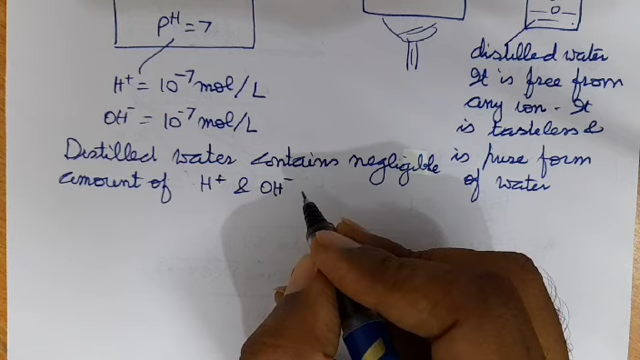 PH = 7
H+ = 10^-7 mol/L
OH- = 10^-7 mol/L
Distilled water contains negligible
amount of H+ & OH-
distilled water
It is free from
any ion - It
is tasteless &
is pure form
of water